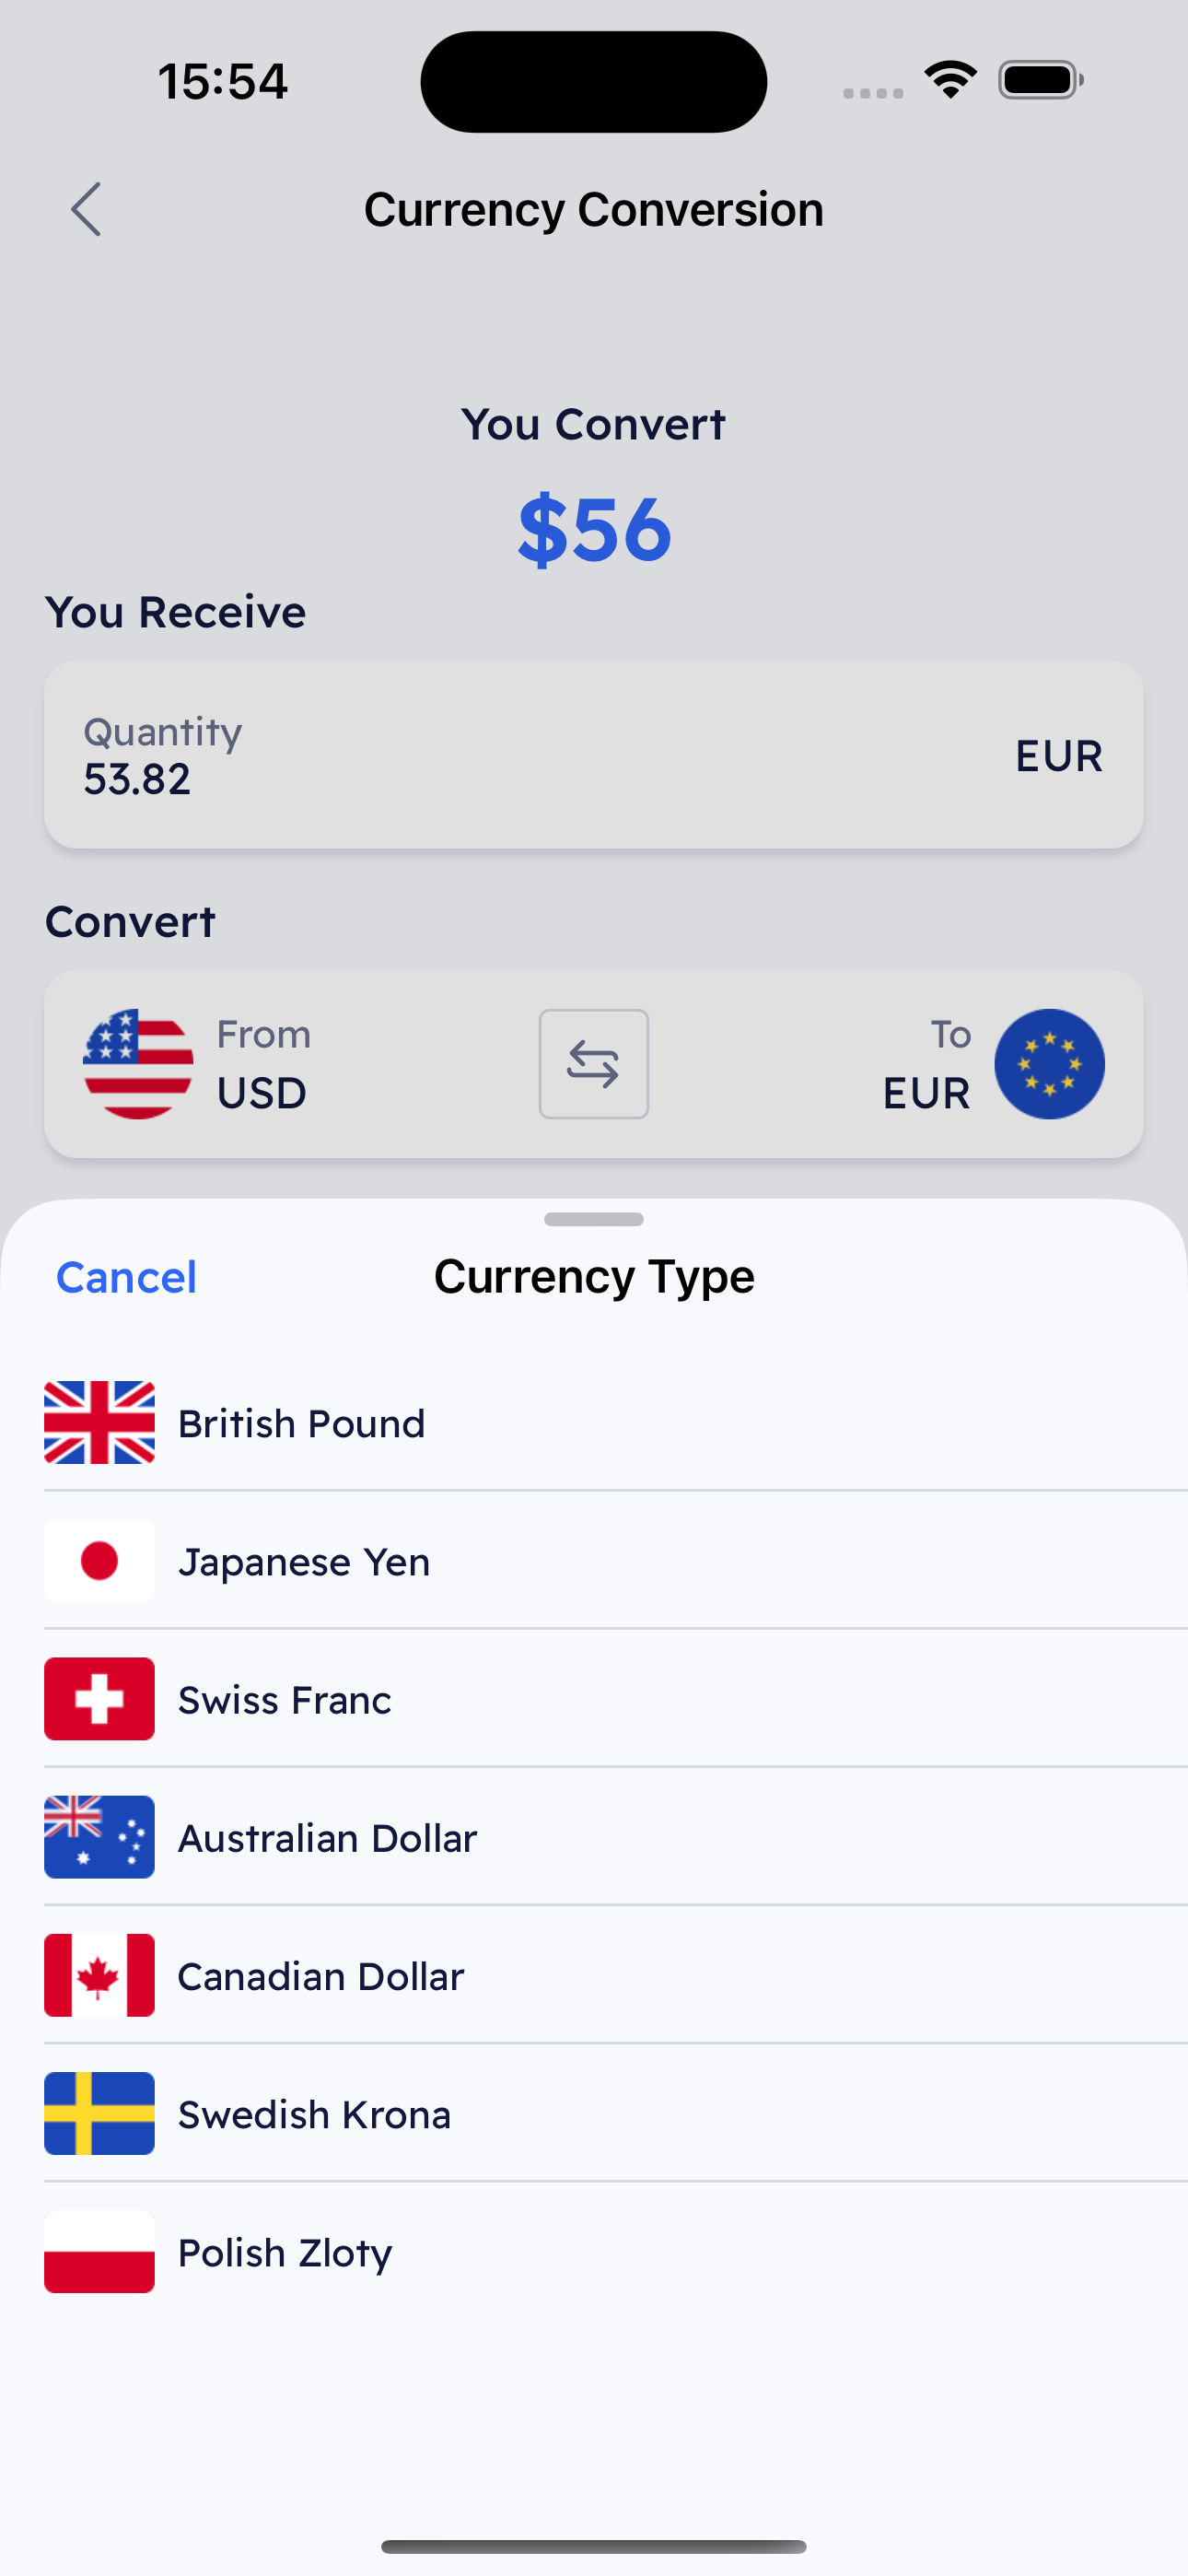 15:54
Currency Conversion
You Convert
$56
You Receive
Quantity
53.82
EUR
Convert
From
USD
To
EUR
Cancel
Currency Type
British Pound
Japanese Yen
Swiss Franc
Australian Dollar
Canadian Dollar
Swedish Krona
Polish Zloty